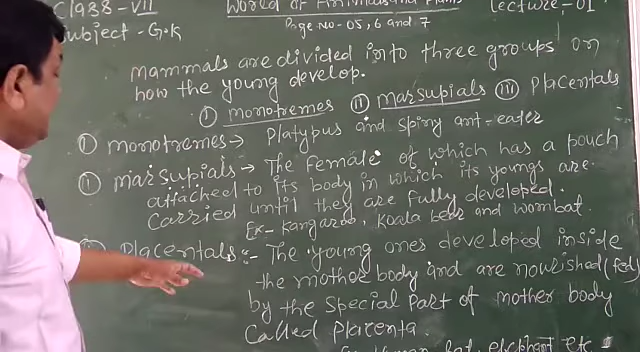 Class - VII World of Animals and Plants Lecture - 01
Subject - G.K Page No - 05, 6 and 7
mammals are divided into three groups on
how the young develop.
(I) monotremes (II) marsupials (III) Placentals
(I) monotremes → Platypus and spiny ant-eater
(I) marsupials → The Female of which has a pouch
attached to its body in which its youngs are
carried until they are fully developed.
Ex - kangaroo, koala bear and wombat.
Placentals :- The young ones developed inside
the mother body and are nourished (fed)
by the special Part of mother body
called Placenta.
elephant etc -